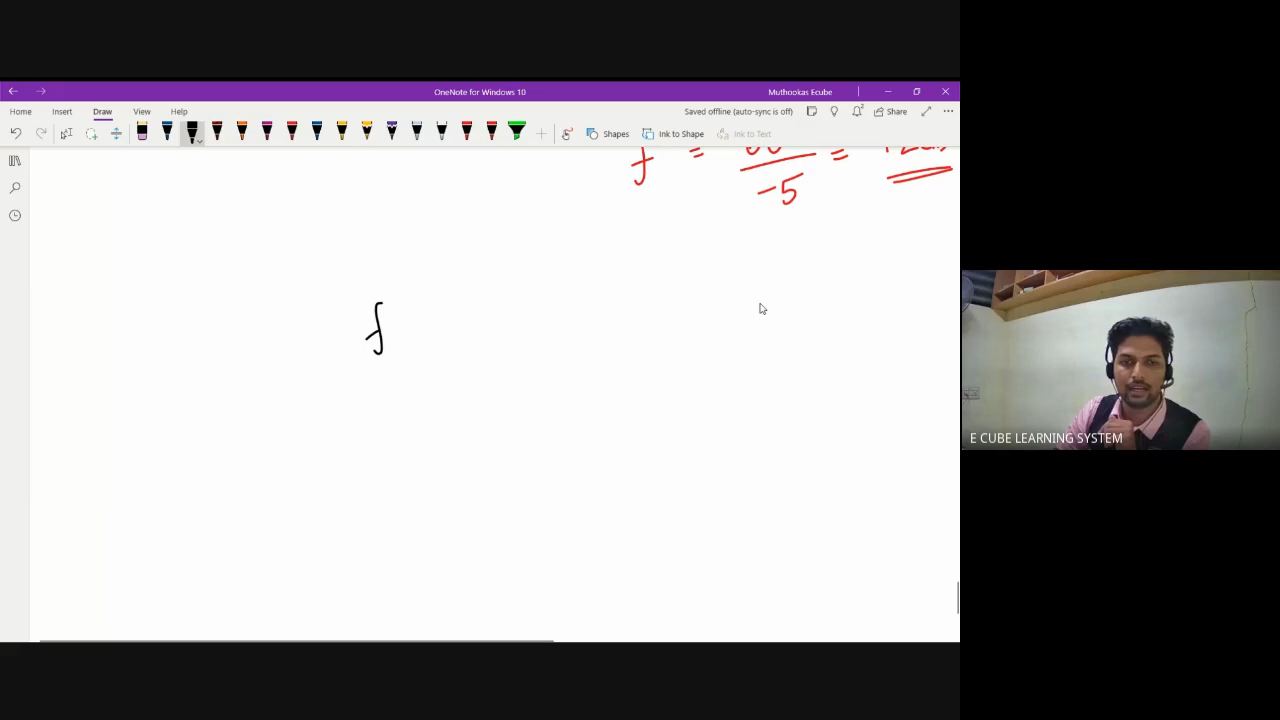 OneNote for Windows 10
Muthookas Ecube
Home Insert Draw View Help
Saved offline (auto-sync is off)
Share
Shapes
Ink to Shape
Ink to Text
f = =
-5
f
E CUBE LEARNING SYSTEM